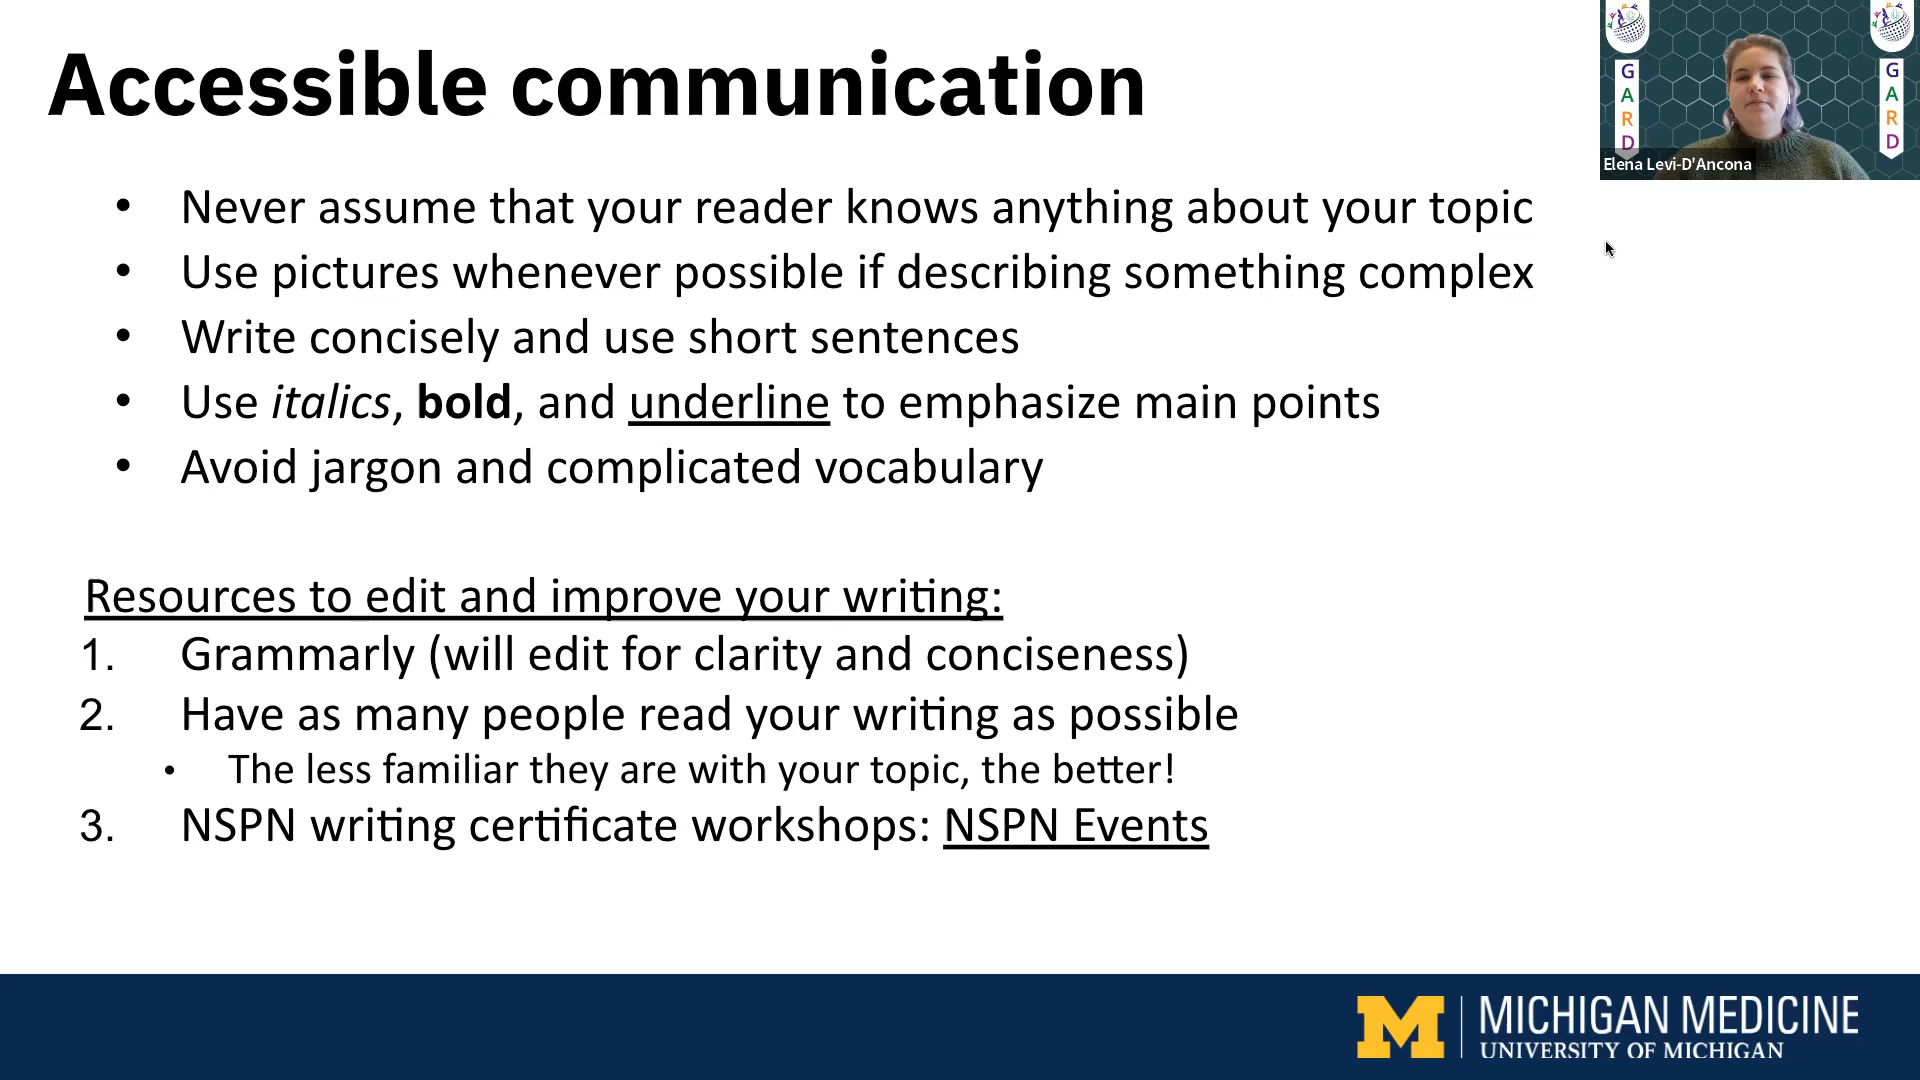 Accessible communication
• Never assume that your reader knows anything about your topic
• Use pictures whenever possible if describing something complex
• Write concisely and use short sentences
• Use italics, bold, and underline to emphasize main points
• Avoid jargon and complicated vocabulary
Resources to edit and improve your writing:
1. Grammarly (will edit for clarity and conciseness)
2. Have as many people read your writing as possible
• The less familiar they are with your topic, the better!
3. NSPN writing certificate workshops: NSPN Events
G
A
R
D
G
A
R
D
Elena Levi-D'Ancona
M
MICHIGAN MEDICINE
UNIVERSITY OF MICHIGAN